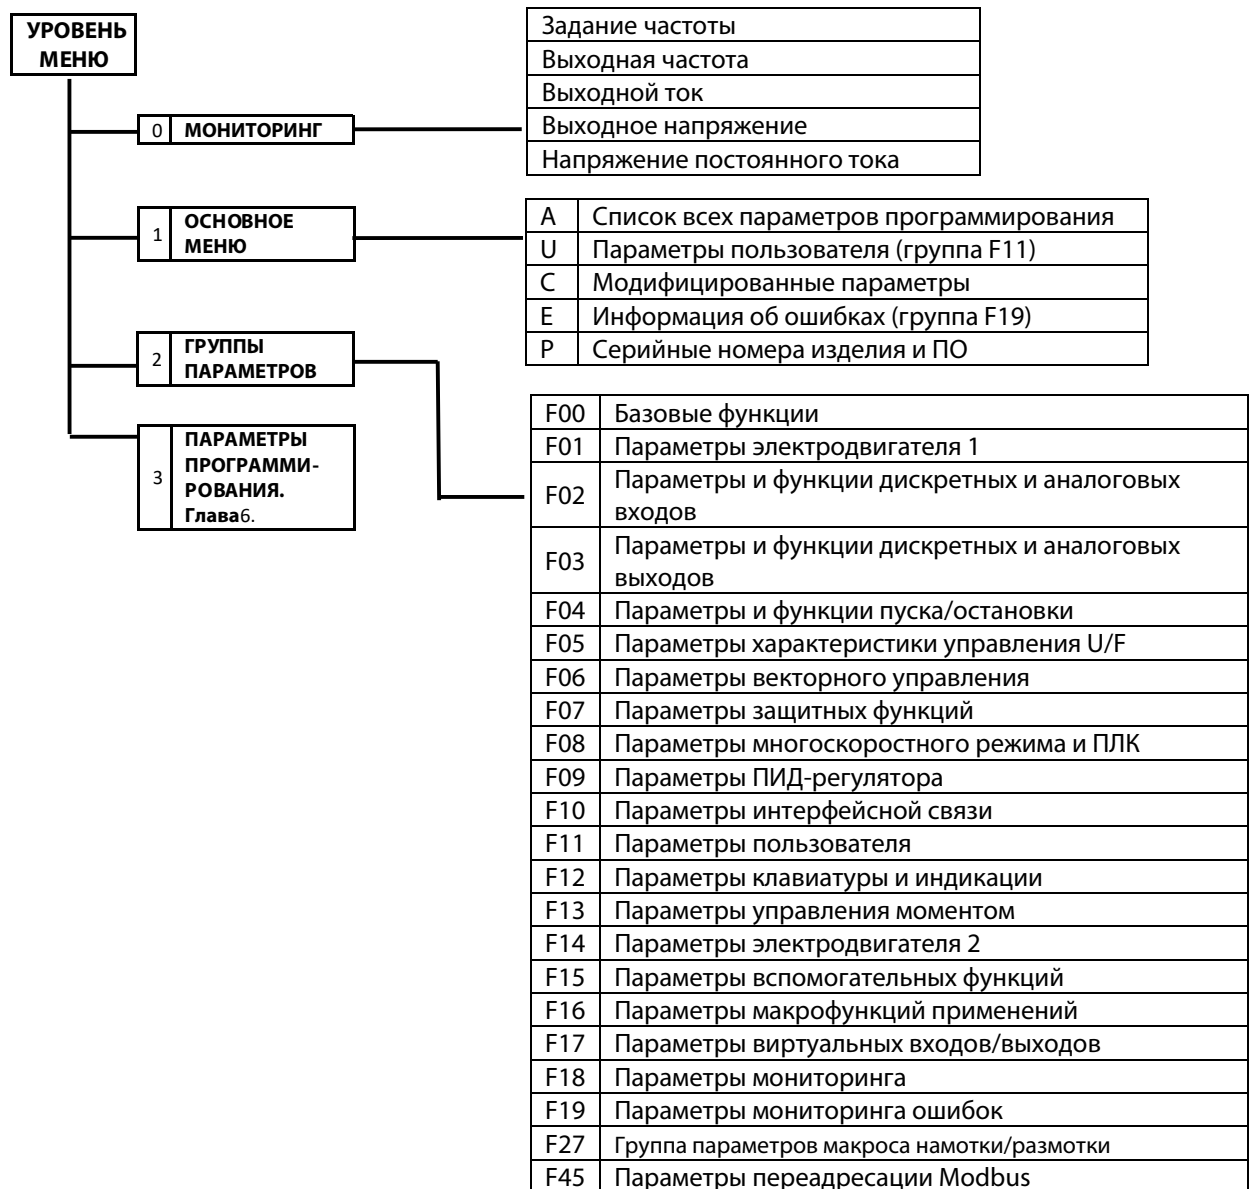 УРОВЕНЬ
МЕНЮ
0 МОНИТОРИНГ
Задание частоты
Выходная частота
Выходной ток
Выходное напряжение
Напряжение постоянного тока
1 ОСНОВНОЕ
МЕНЮ
A Список всех параметров программирования
U Параметры пользователя (группа F11)
C Модифицированные параметры
E Информация об ошибках (группа F19)
P Серийные номера изделия и ПО
2 ГРУППЫ
ПАРАМЕТРОВ
3 ПАРАМЕТРЫ
ПРОГРАММИ-
РОВАНИЯ.
Глава6.
F00 Базовые функции
F01 Параметры электродвигателя 1
F02 Параметры и функции дискретных и аналоговых
входов
F03 Параметры и функции дискретных и аналоговых
выходов
F04 Параметры и функции пуска/остановки
F05 Параметры характеристики управления U/F
F06 Параметры векторного управления
F07 Параметры защитных функций
F08 Параметры многоскоростного режима и ПЛК
F09 Параметры ПИД-регулятора
F10 Параметры интерфейсной связи
F11 Параметры пользователя
F12 Параметры клавиатуры и индикации
F13 Параметры управления моментом
F14 Параметры электродвигателя 2
F15 Параметры вспомогательных функций
F16 Параметры макрофункций применений
F17 Параметры виртуальных входов/выходов
F18 Параметры мониторинга
F19 Параметры мониторинга ошибок
F27 Группа параметров макроса намотки/размотки
F45 Параметры переадресации Modbus